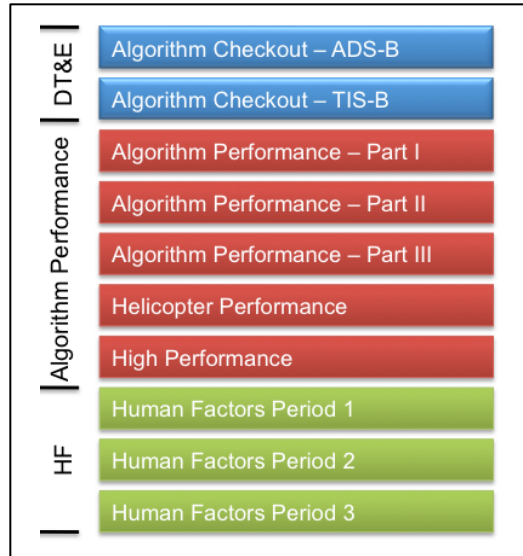 DT&E
Algorithm Checkout – ADS-B
Algorithm Checkout – TIS-B
Algorithm Performance
Algorithm Performance – Part I
Algorithm Performance – Part II
Algorithm Performance – Part III
Helicopter Performance
High Performance
HF
Human Factors Period 1
Human Factors Period 2
Human Factors Period 3